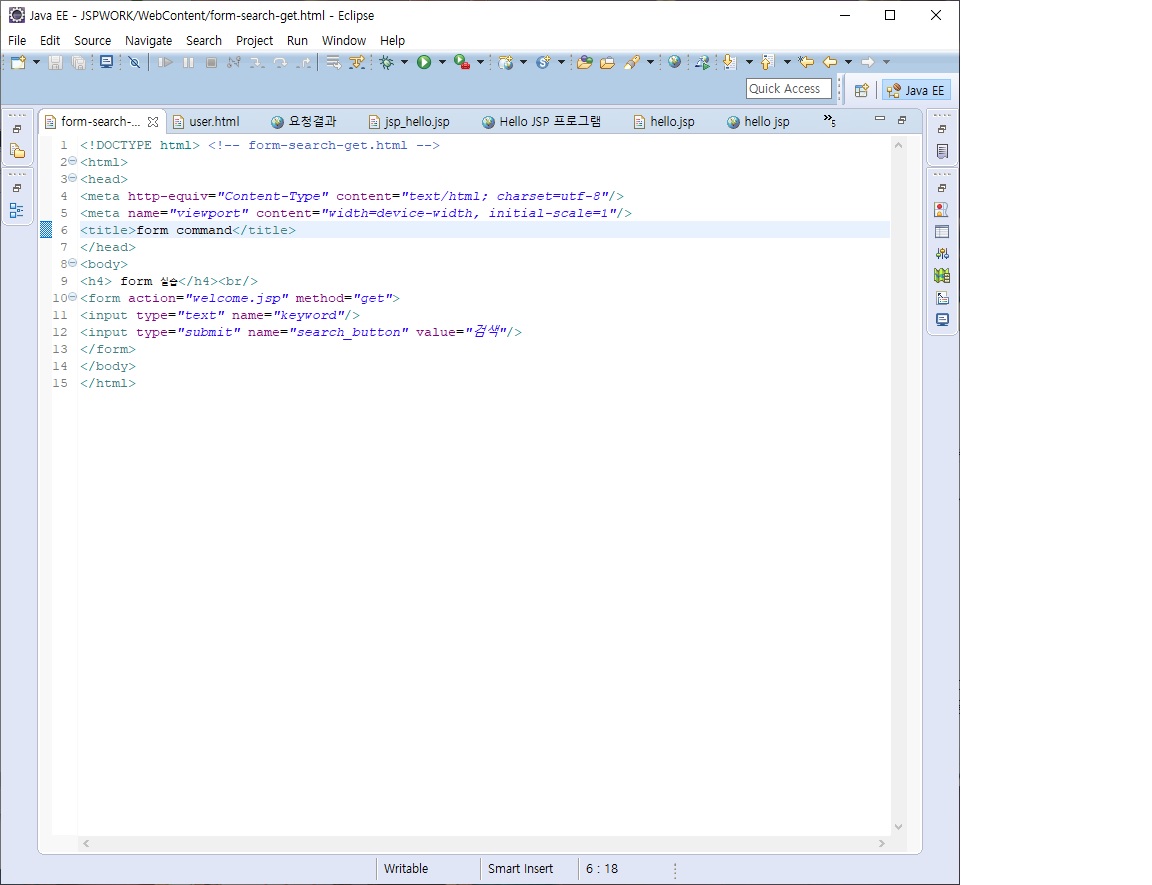 Java EE - JSPWORK/WebContent/form-search-get.html - Eclipse
File Edit Source Navigate Search Project Run Window Help
Quick Access Java EE
form-search-... user.html 요청결과 jsp_hello.jsp Hello JSP 프로그램 hello.jsp hello jsp »5
1 <!DOCTYPE html> <!-- form-search-get.html -->
2 <html>
3 <head>
4 <meta http-equiv="Content-Type" content="text/html; charset=utf-8"/>
5 <meta name="viewport" content="width=device-width, initial-scale=1"/>
6 <title>form command</title>
7 </head>
8 <body>
9 <h4> form 실습</h4><br/>
10 <form action="welcome.jsp" method="get">
11 <input type="text" name="keyword"/>
12 <input type="submit" name="search_button" value="검색"/>
13 </form>
14 </body>
15 </html>
Writable Smart Insert 6 : 18